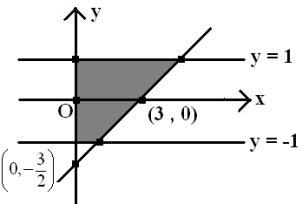 y
y = 1
x
O
(3 , 0)
y = -1
(0,-3/2)